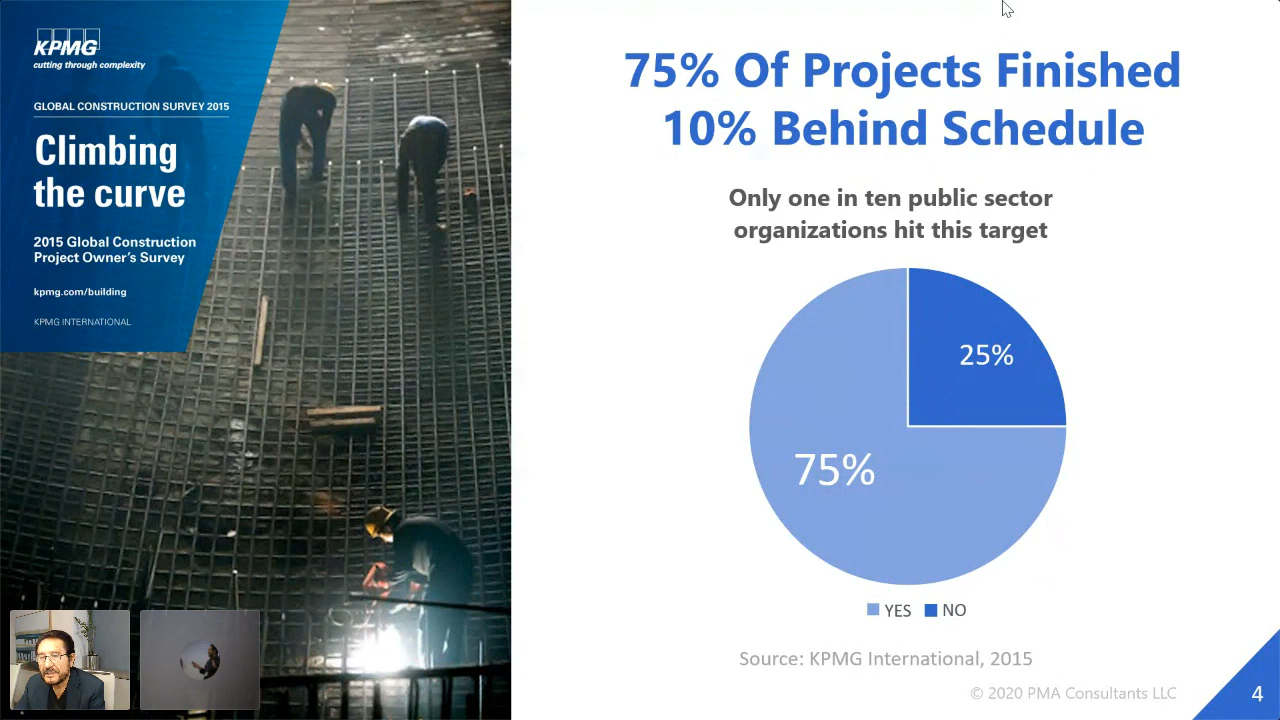 KPMG
cutting through complexity
GLOBAL CONSTRUCTION SURVEY 2015
Climbing
the curve
2015 Global Construction
Project Owner's Survey
kpmg.com/building
KPMG INTERNATIONAL
75% Of Projects Finished
10% Behind Schedule
Only one in ten public sector
organizations hit this target
25%
75%
YES NO
Source: KPMG International, 2015
© 2020 PMA Consultants LLC
4